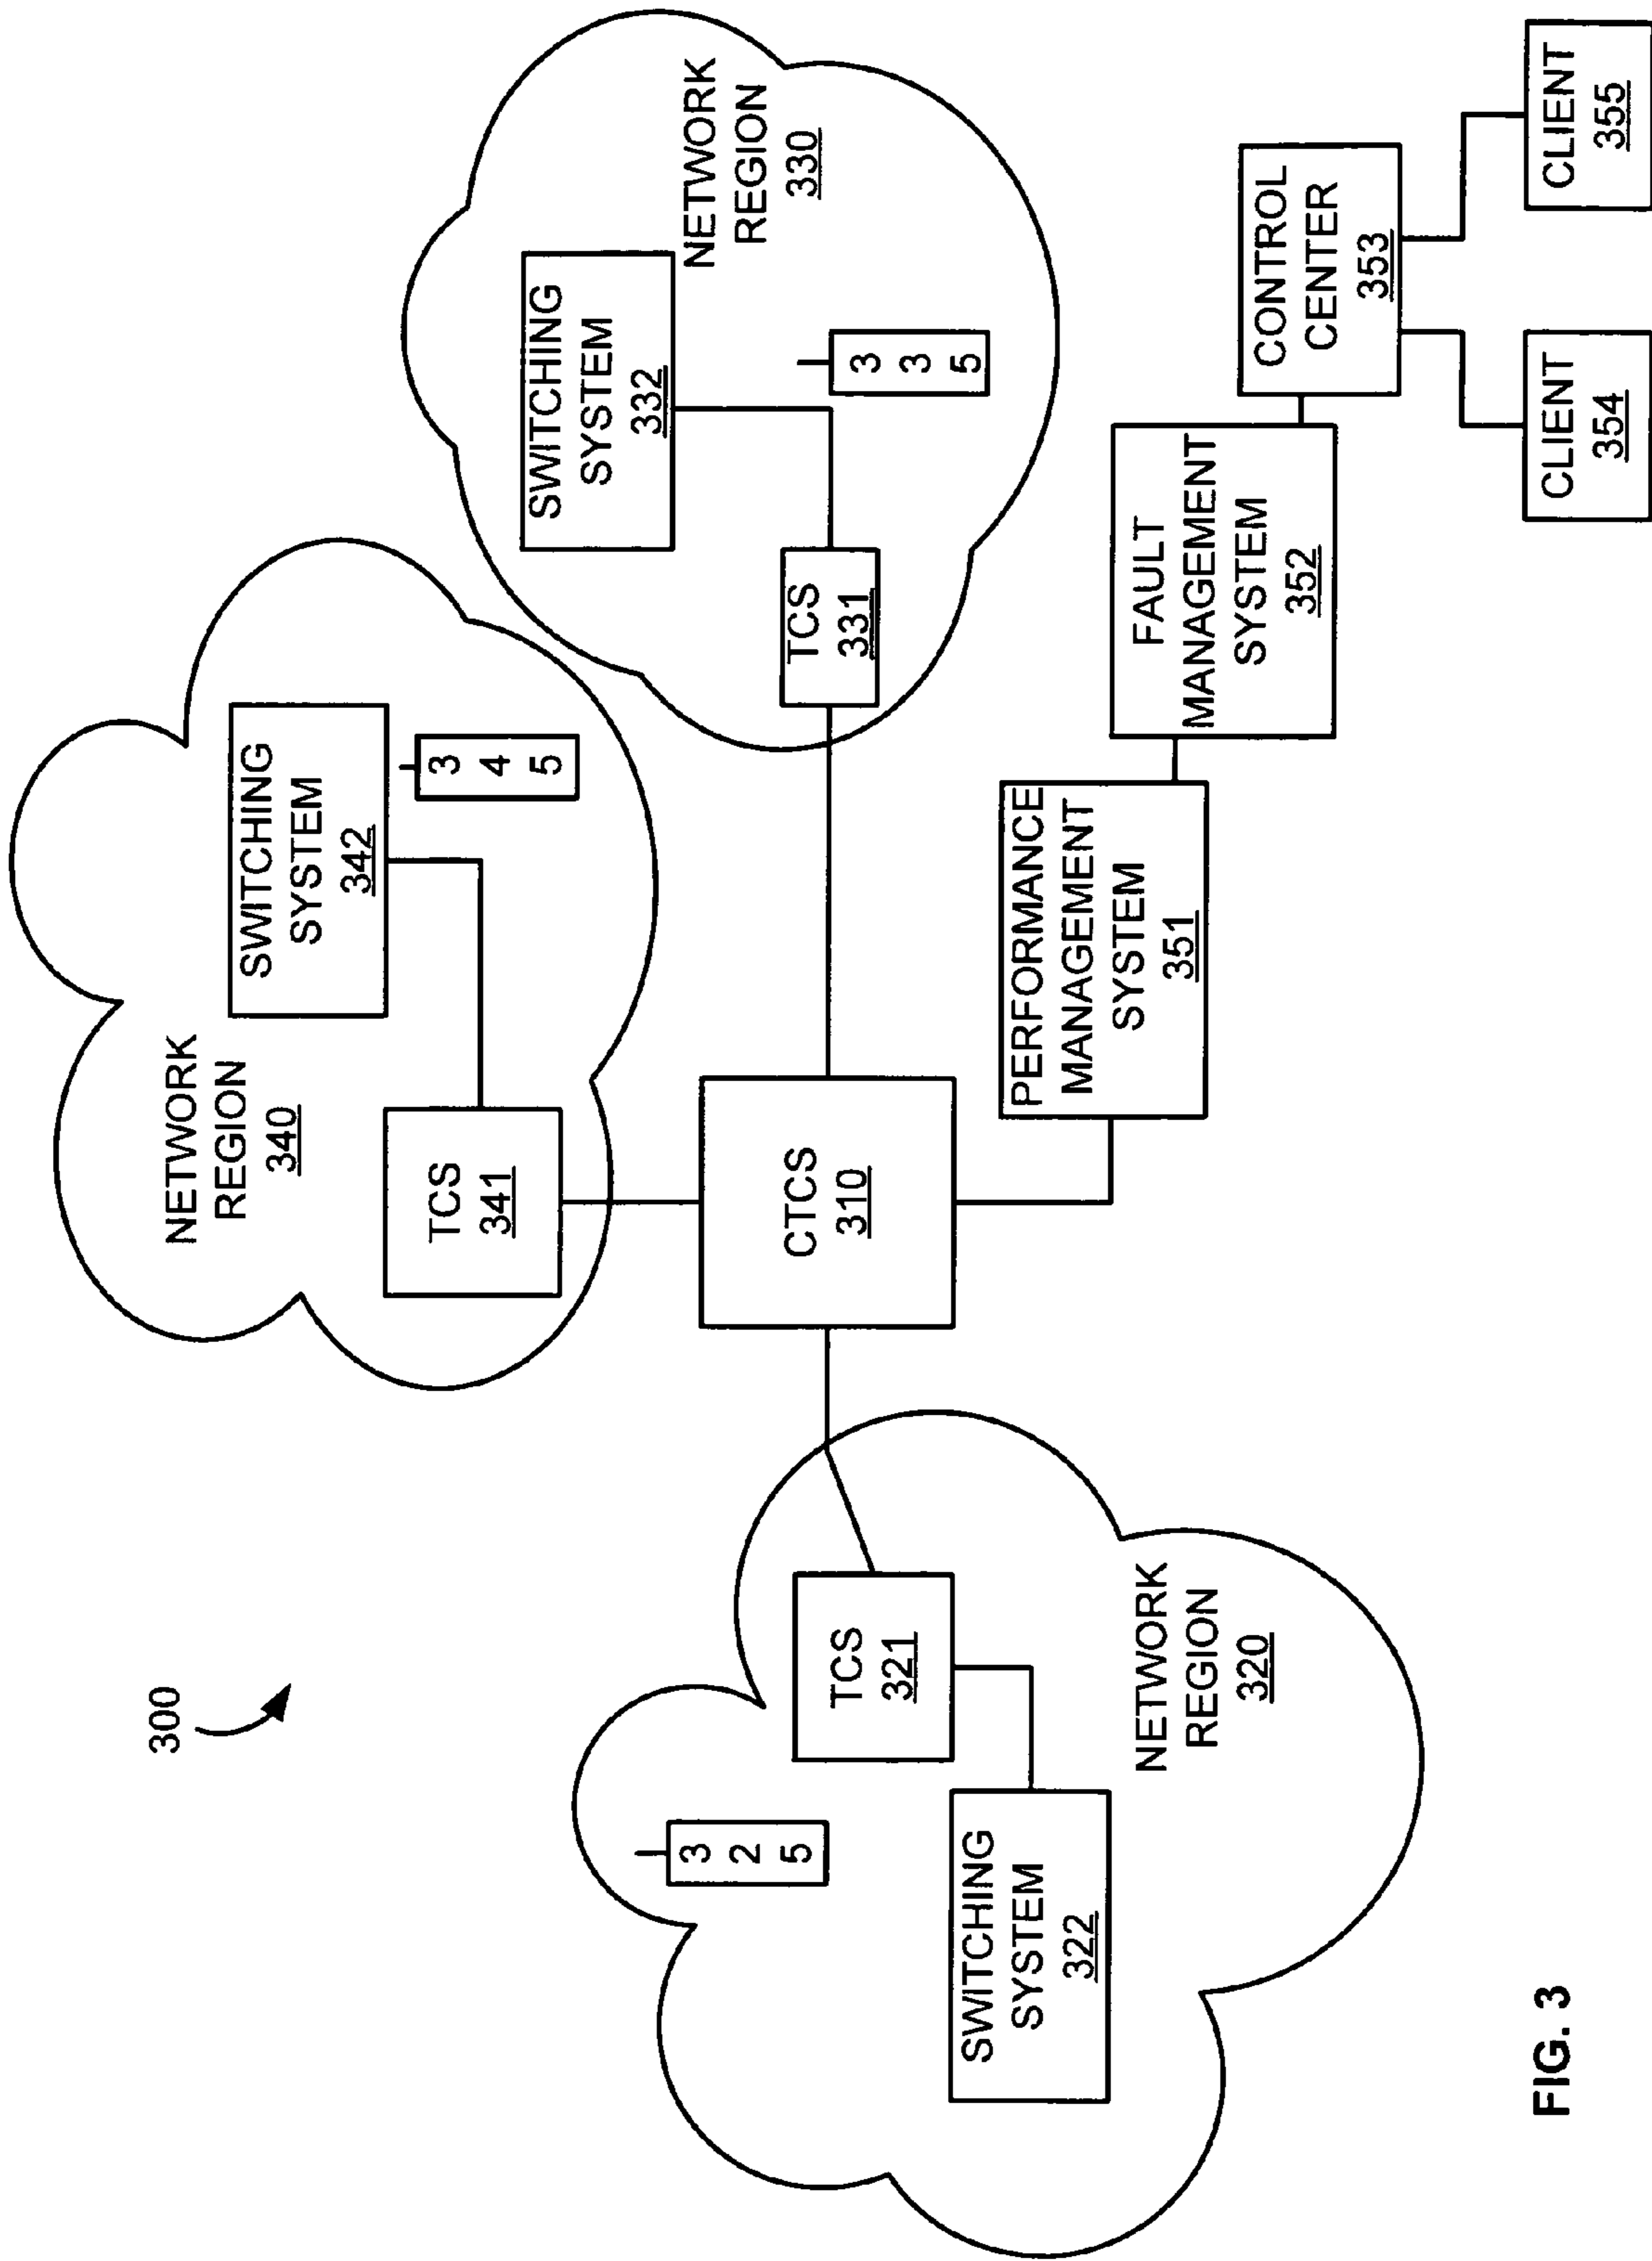 300
NETWORK
REGION
340
SWITCHING
SYSTEM
342
3 4 5
TCS
341
SWITCHING
SYSTEM
332
NETWORK
REGION
330
TCS
331
3 3 5
3 2 5
TCS
321
SWITCHING
SYSTEM
322
NETWORK
REGION
320
CTCS
310
PERFORMANCE
MANAGEMENT
SYSTEM
351
FAULT
MANAGEMENT
SYSTEM
352
CONTROL
CENTER
353
CLIENT
354
CLIENT
355
FIG. 3